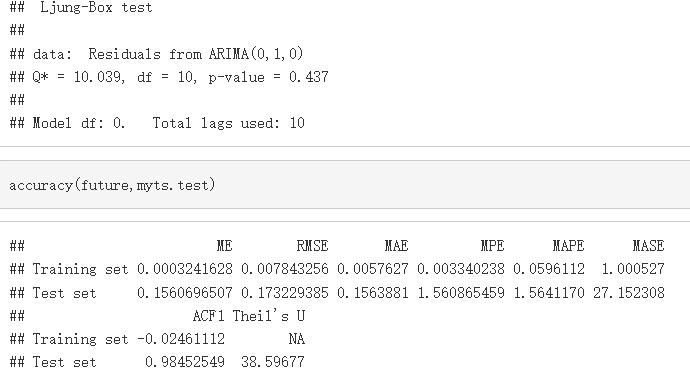 ##  Ljung-Box test
##
## data:  Residuals from ARIMA(0,1,0)
## Q* = 10.039, df = 10, p-value = 0.437
##
## Model df: 0.   Total lags used: 10
accuracy(future,myts.test)
##                        ME        RMSE       MAE         MPE      MAPE      MASE
## Training set 0.0003241628 0.007843256 0.0057627 0.003340238 0.0596112  1.000527
## Test set     0.1560696507 0.173229385 0.1563881 1.560865459 1.5641170 27.152308
##                     ACF1 Theil's U
## Training set -0.02461112        NA
## Test set      0.98452549  38.59677